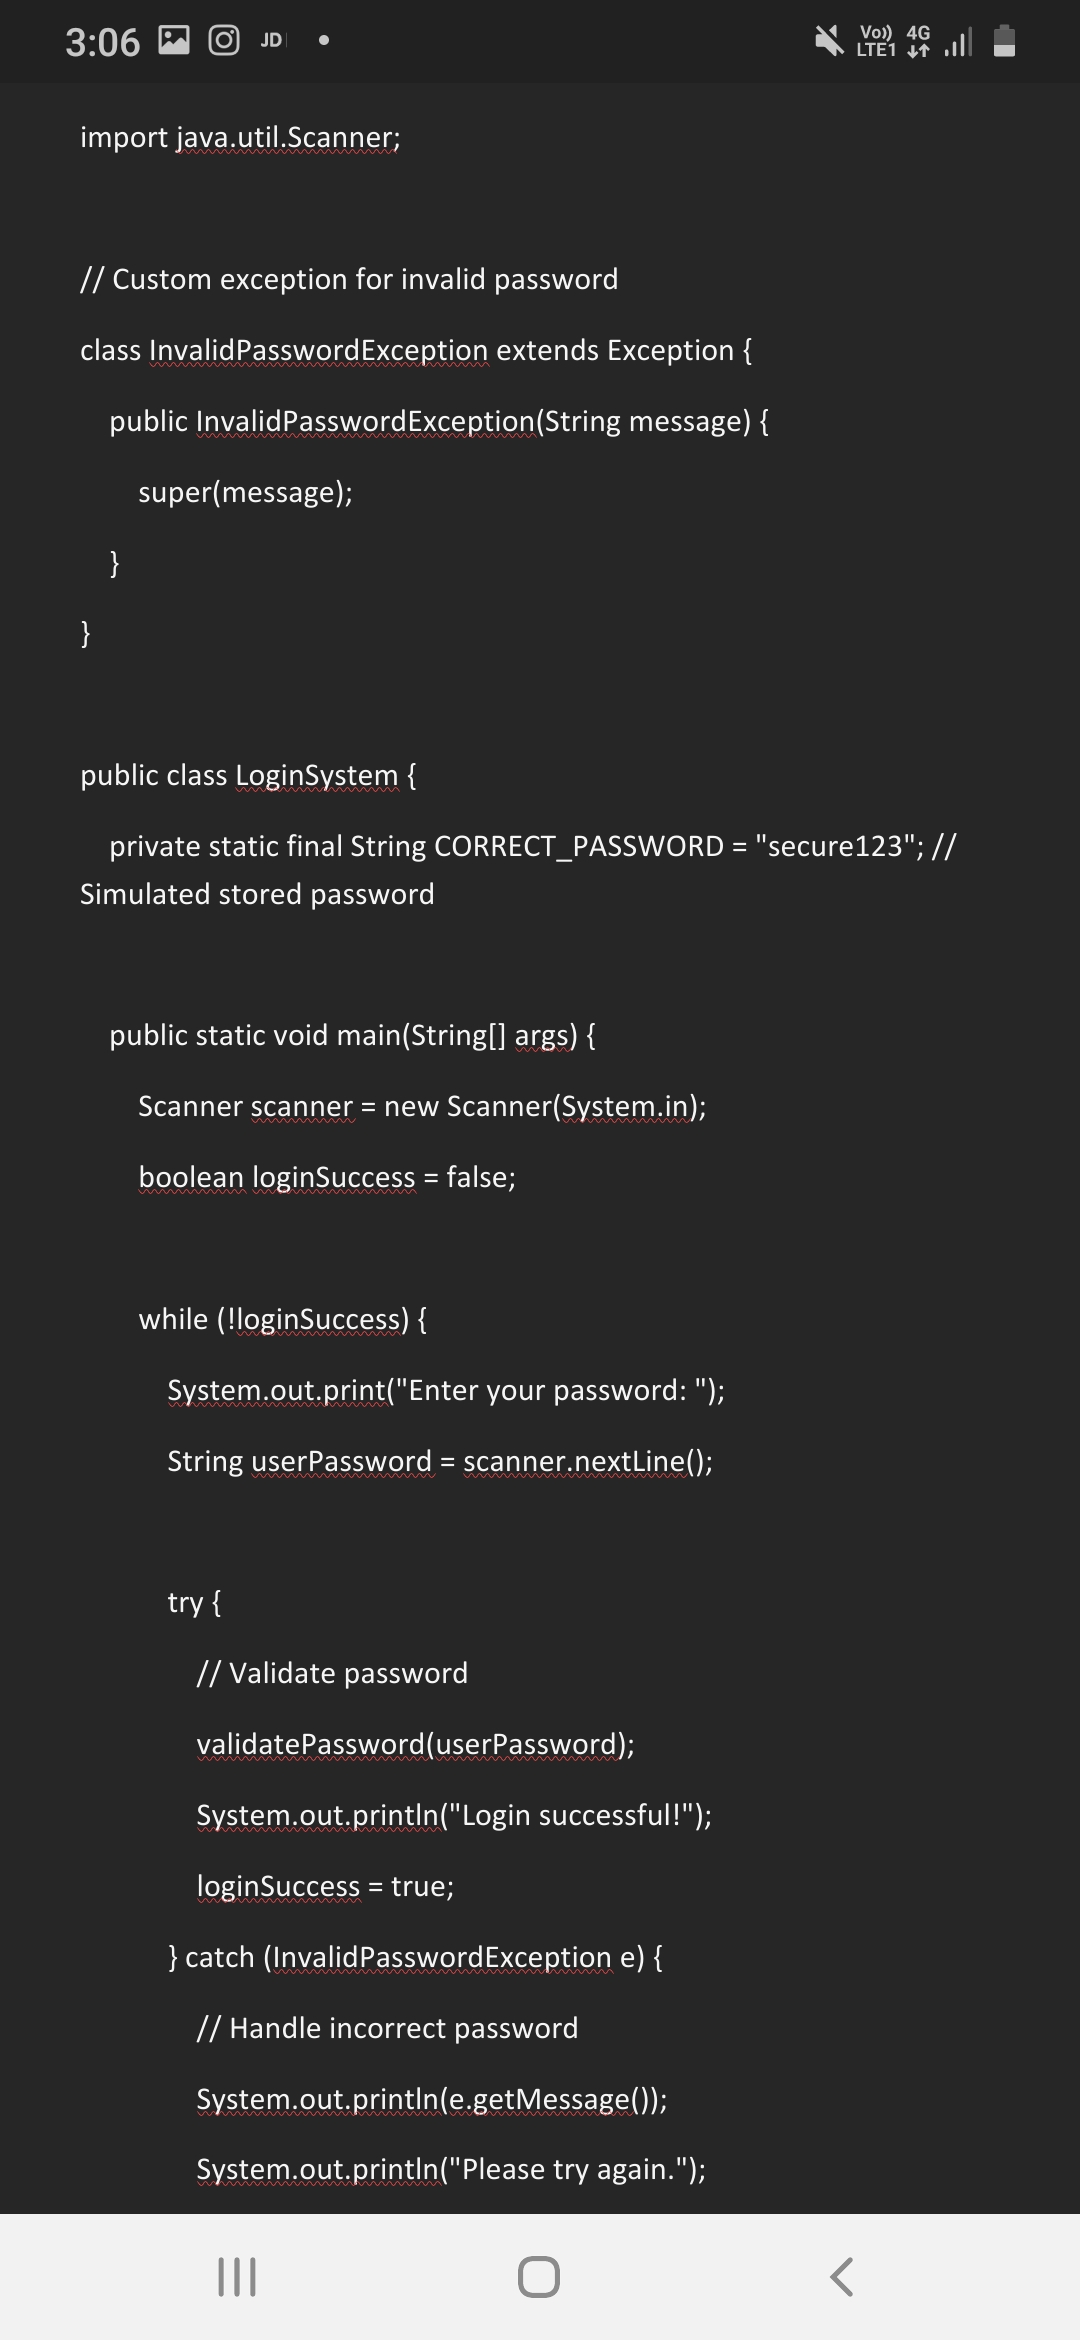 3:06 JD Vo)) LTE1 4G
import java.util.Scanner;
// Custom exception for invalid password
class InvalidPasswordException extends Exception {
public InvalidPasswordException(String message) {
super(message);
}
}
public class LoginSystem {
private static final String CORRECT_PASSWORD = "secure123"; //
Simulated stored password
public static void main(String[] args) {
Scanner scanner = new Scanner(System.in);
boolean loginSuccess = false;
while (!loginSuccess) {
System.out.print("Enter your password: ");
String userPassword = scanner.nextLine();
try {
// Validate password
validatePassword(userPassword);
System.out.println("Login successful!");
loginSuccess = true;
} catch (InvalidPasswordException e) {
// Handle incorrect password
System.out.println(e.getMessage());
System.out.println("Please try again.");